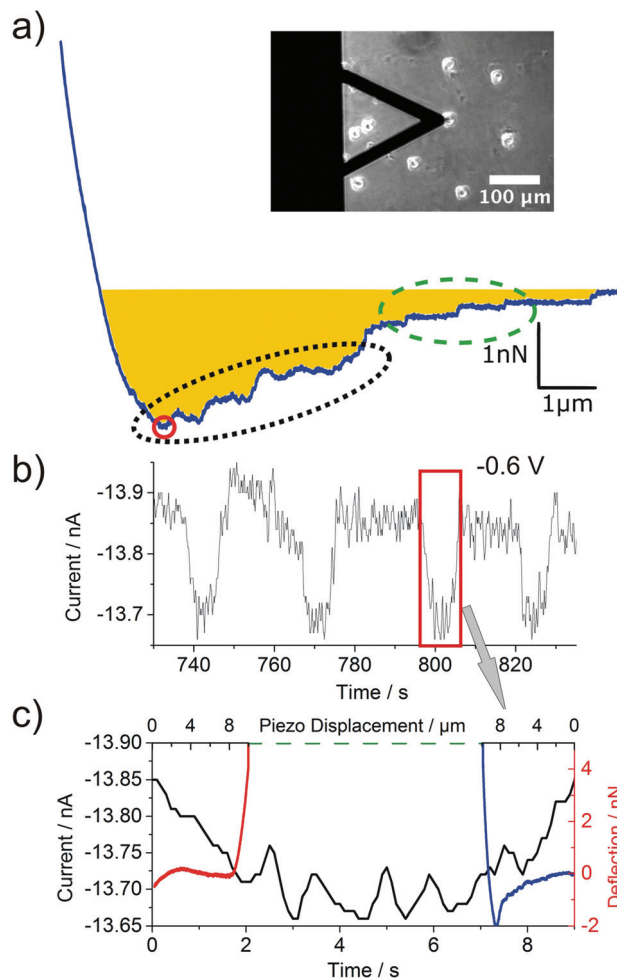 a)
100 µm
1nN
1µm
b)
-0.6 V
-13.9
-13.8
-13.7
Current / nA
740 760 780 800 820
Time / s
c)
0 4 8 Piezo Displacement / µm 8 4 0
-13.90
-13.85
-13.80
-13.75
-13.70
-13.65
Current / nA
4
2
0
-2
Deflection / nN
0 2 4 6 8
Time / s